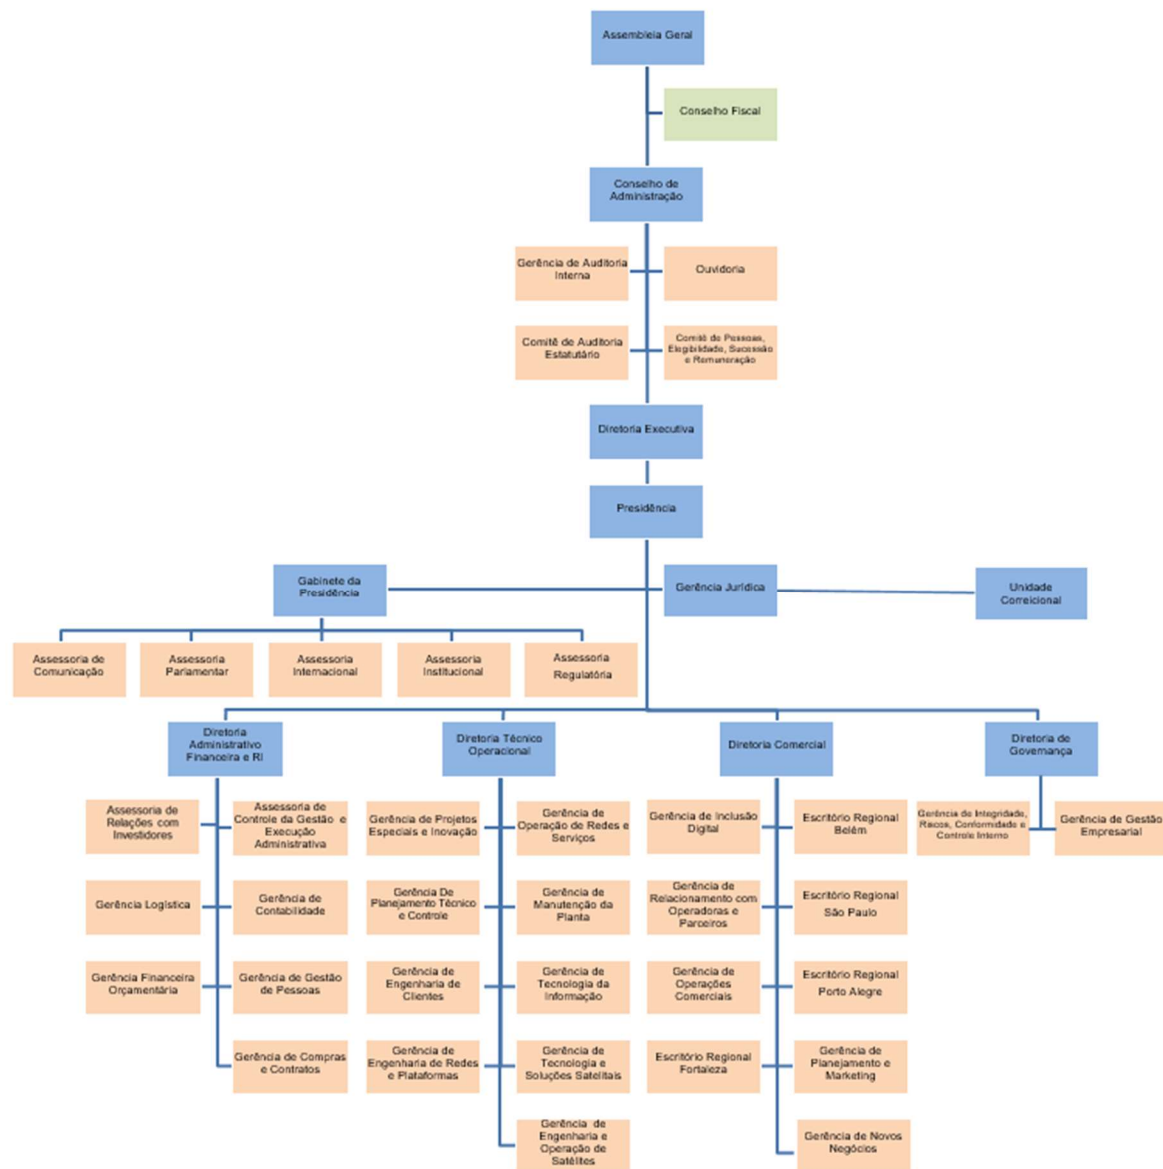 Assembleia Geral
Conselho Fiscal
Conselho de
Administração
Gerência de Auditoria
Interna
Ouvidoria
Comitê de Auditoria
Estatutário
Comitê de Pessoas,
Elegibilidade, Sucessão
e Remuneração
Diretoria Executiva
Presidência
Gabinete da
Presidência
Gerência Jurídica
Unidade
Correicional
Assessoria de
Comunicação
Assessoria
Parlamentar
Assessoria
Internacional
Assessoria
Institucional
Assessoria
Regulatória
Diretoria
Administrativo
Financeira e RI
Diretoria Técnico
Operacional
Diretoria Comercial
Diretoria de
Governança
Assessoria de
Relações com
Investidores
Assessoria de
Controle da Gestão e
Execução
Administrativa
Gerência de Projetos
Especiais e Inovação
Gerência de
Operação de Redes e
Serviços
Gerência de Inclusão
Digital
Escritório Regional
Belém
Gerência de Integridade,
Riscos, Conformidade e
Controle Interno
Gerência de Gestão
Empresarial
Gerência Logística
Gerência de
Contabilidade
Gerência De
Planejamento Técnico
e Controle
Gerência de
Manutenção da
Planta
Gerência de
Relacionamento com
Operadoras e
Parceiros
Escritório Regional
São Paulo
Gerência Financeira
Orçamentária
Gerência de Gestão
de Pessoas
Gerência de
Engenharia de
Clientes
Gerência de
Tecnologia da
Informação
Gerência de
Operações
Comerciais
Escritório Regional
Porto Alegre
Gerência de Compras
e Contratos
Gerência de
Engenharia de Redes
e Plataformas
Gerência de
Tecnologia e
Soluções Satelitais
Escritório Regional
Fortaleza
Gerência de
Planejamento e
Marketing
Gerência de
Engenharia e
Operação de
Satélites
Gerência de Novos
Negócios